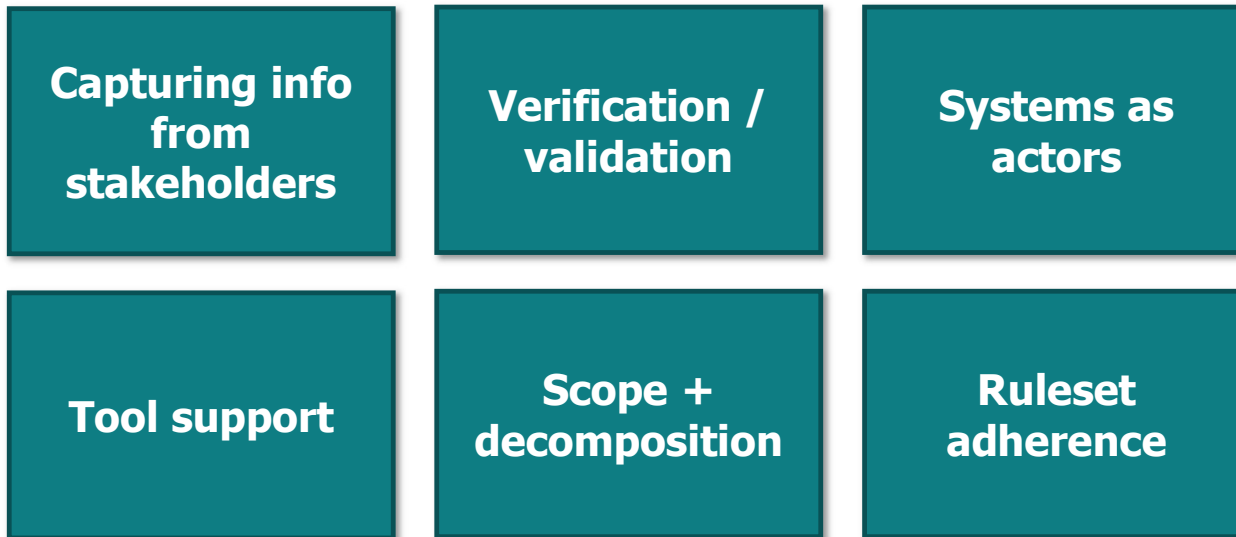 Capturing info
from
stakeholders
Verification /
validation
Systems as
actors
Tool support
Scope +
decomposition
Ruleset
adherence